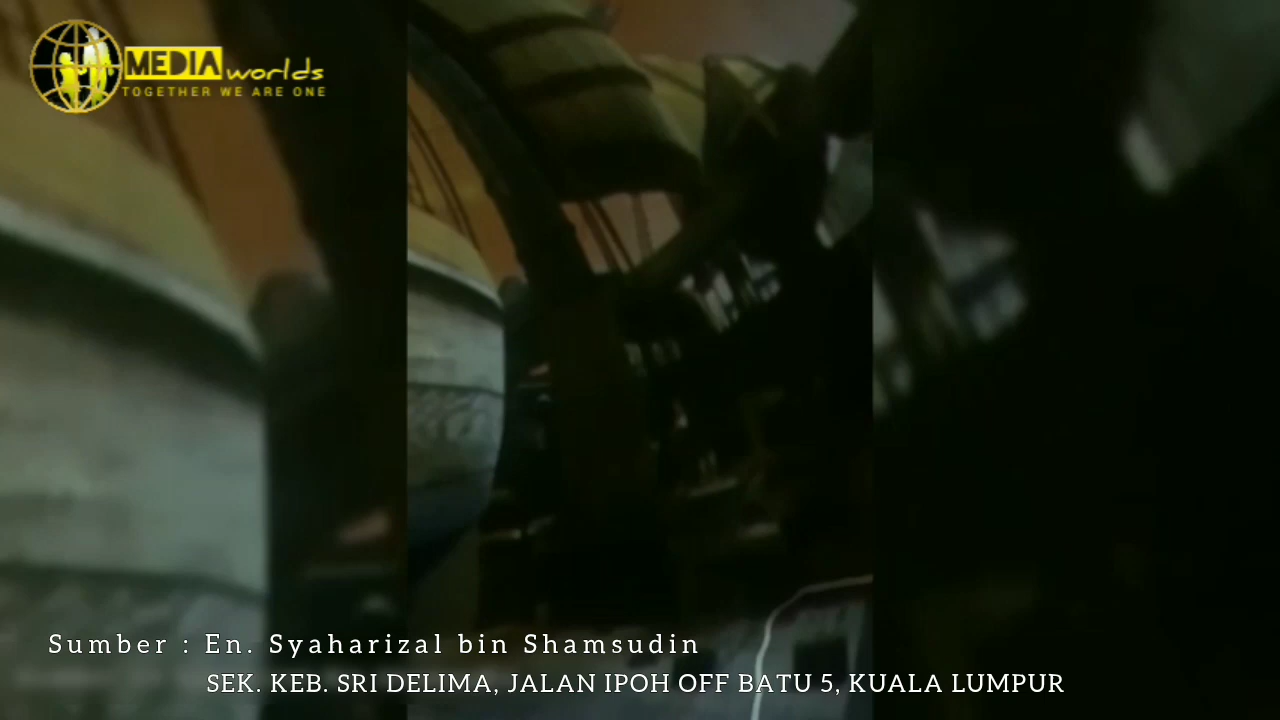 MEDIA worlds
TOGETHER WE ARE ONE
Sumber : En. Syaharizal bin Shamsudin
SEK. KEB. SRI DELIMA, JALAN IPOH OFF BATU 5, KUALA LUMPUR